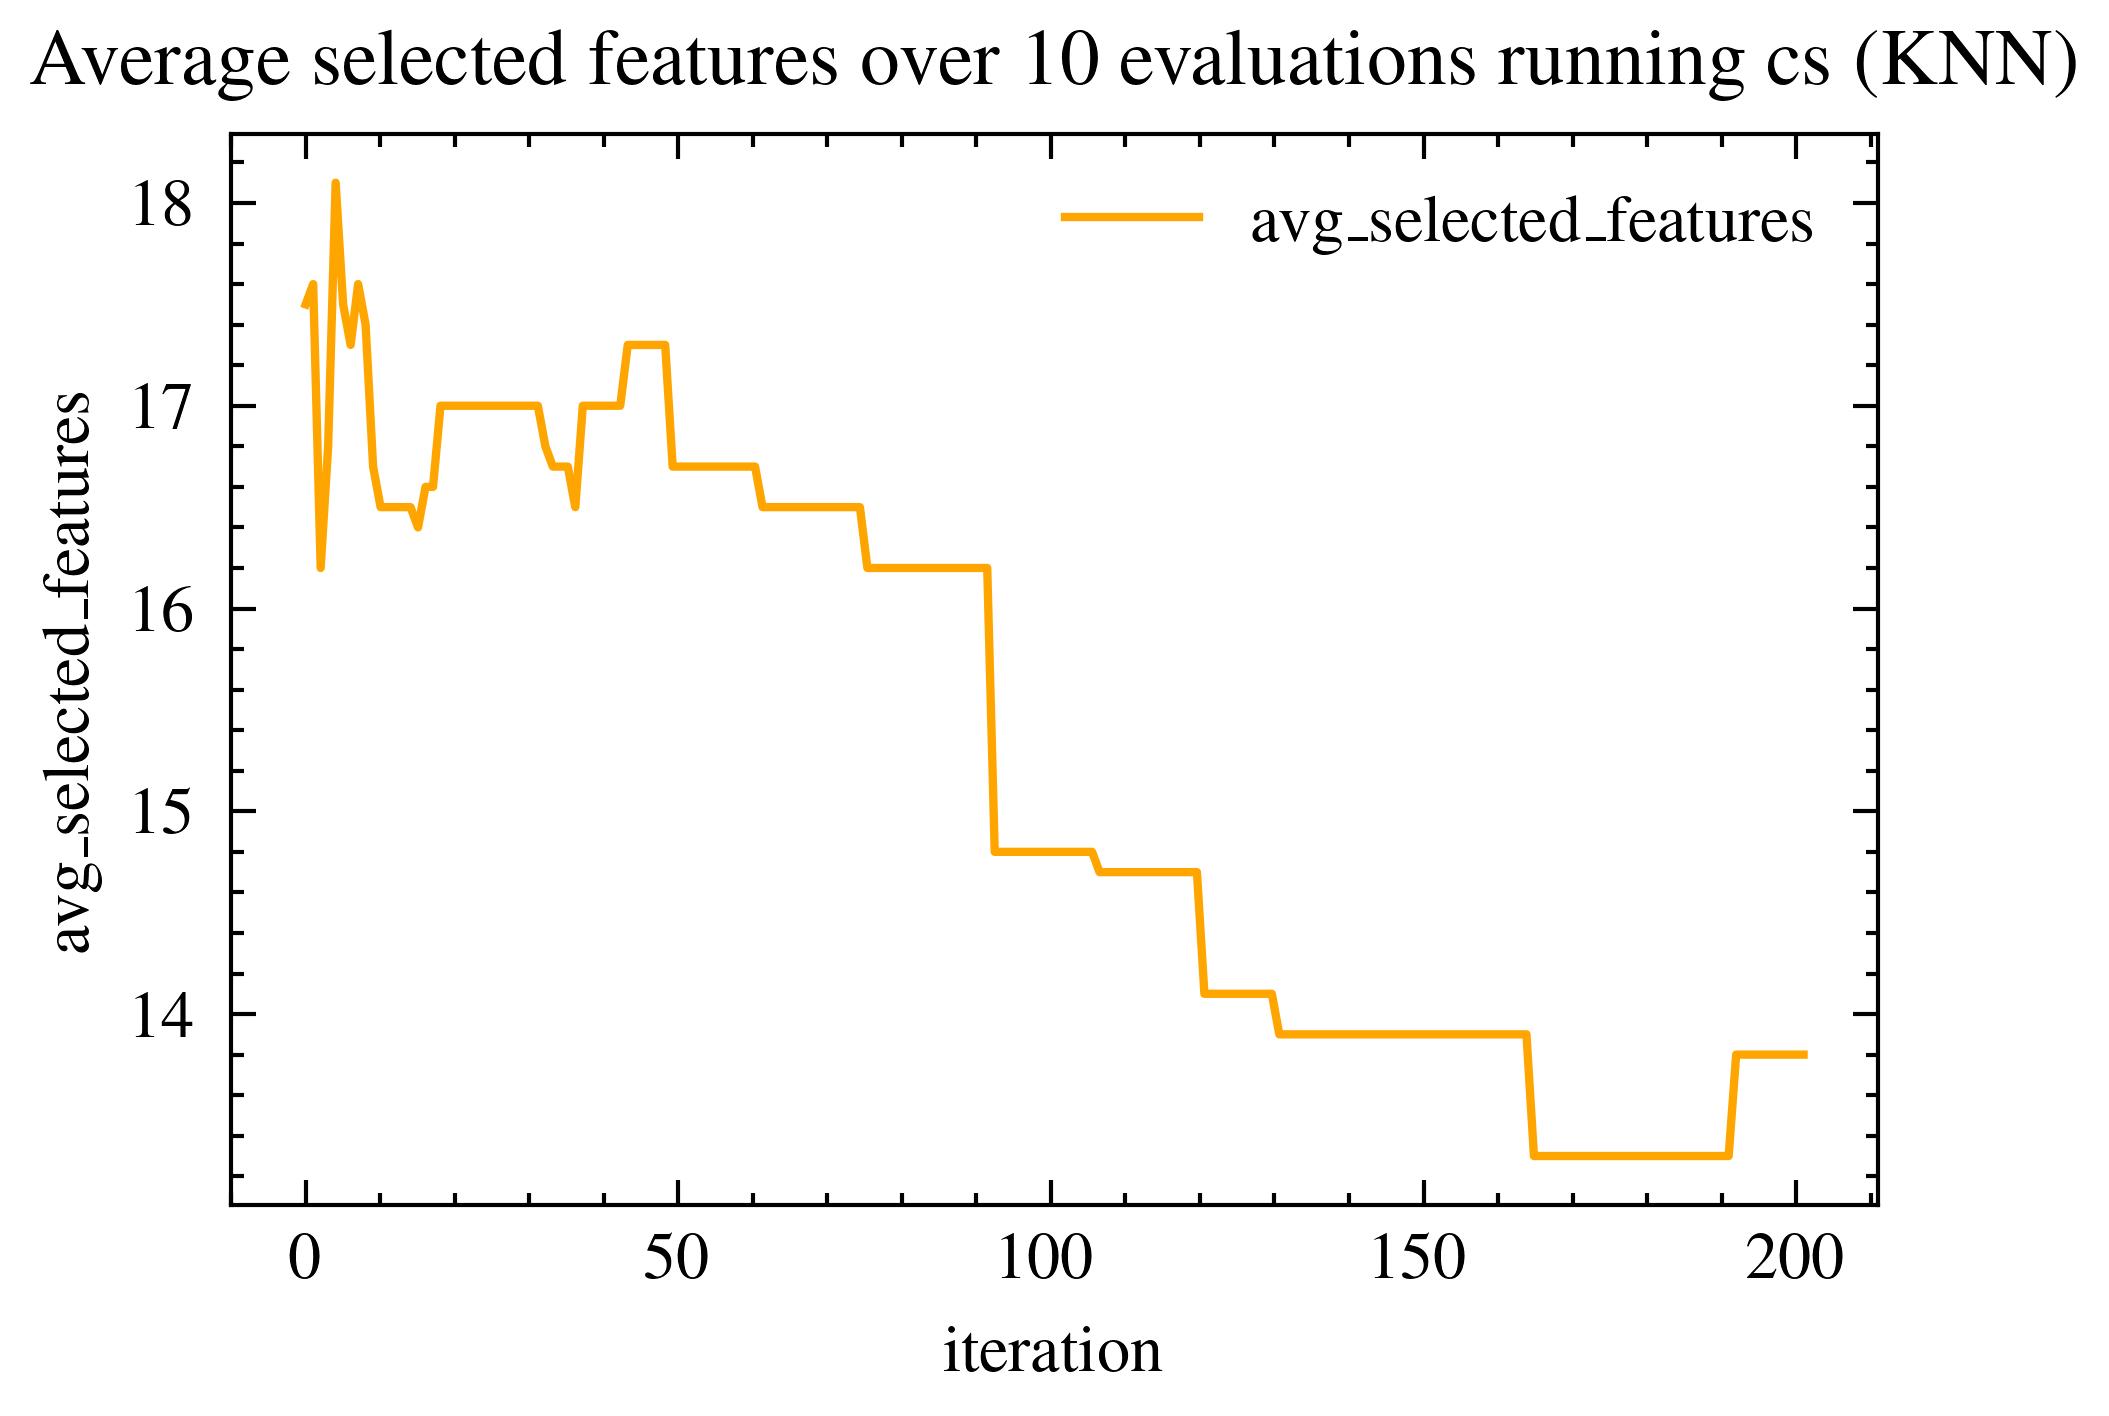 Average selected features over 10 evaluations running cs (KNN)
avg_selected_features
18
17
16
15
14
avg_selected_features
0 50 100 150 200
iteration